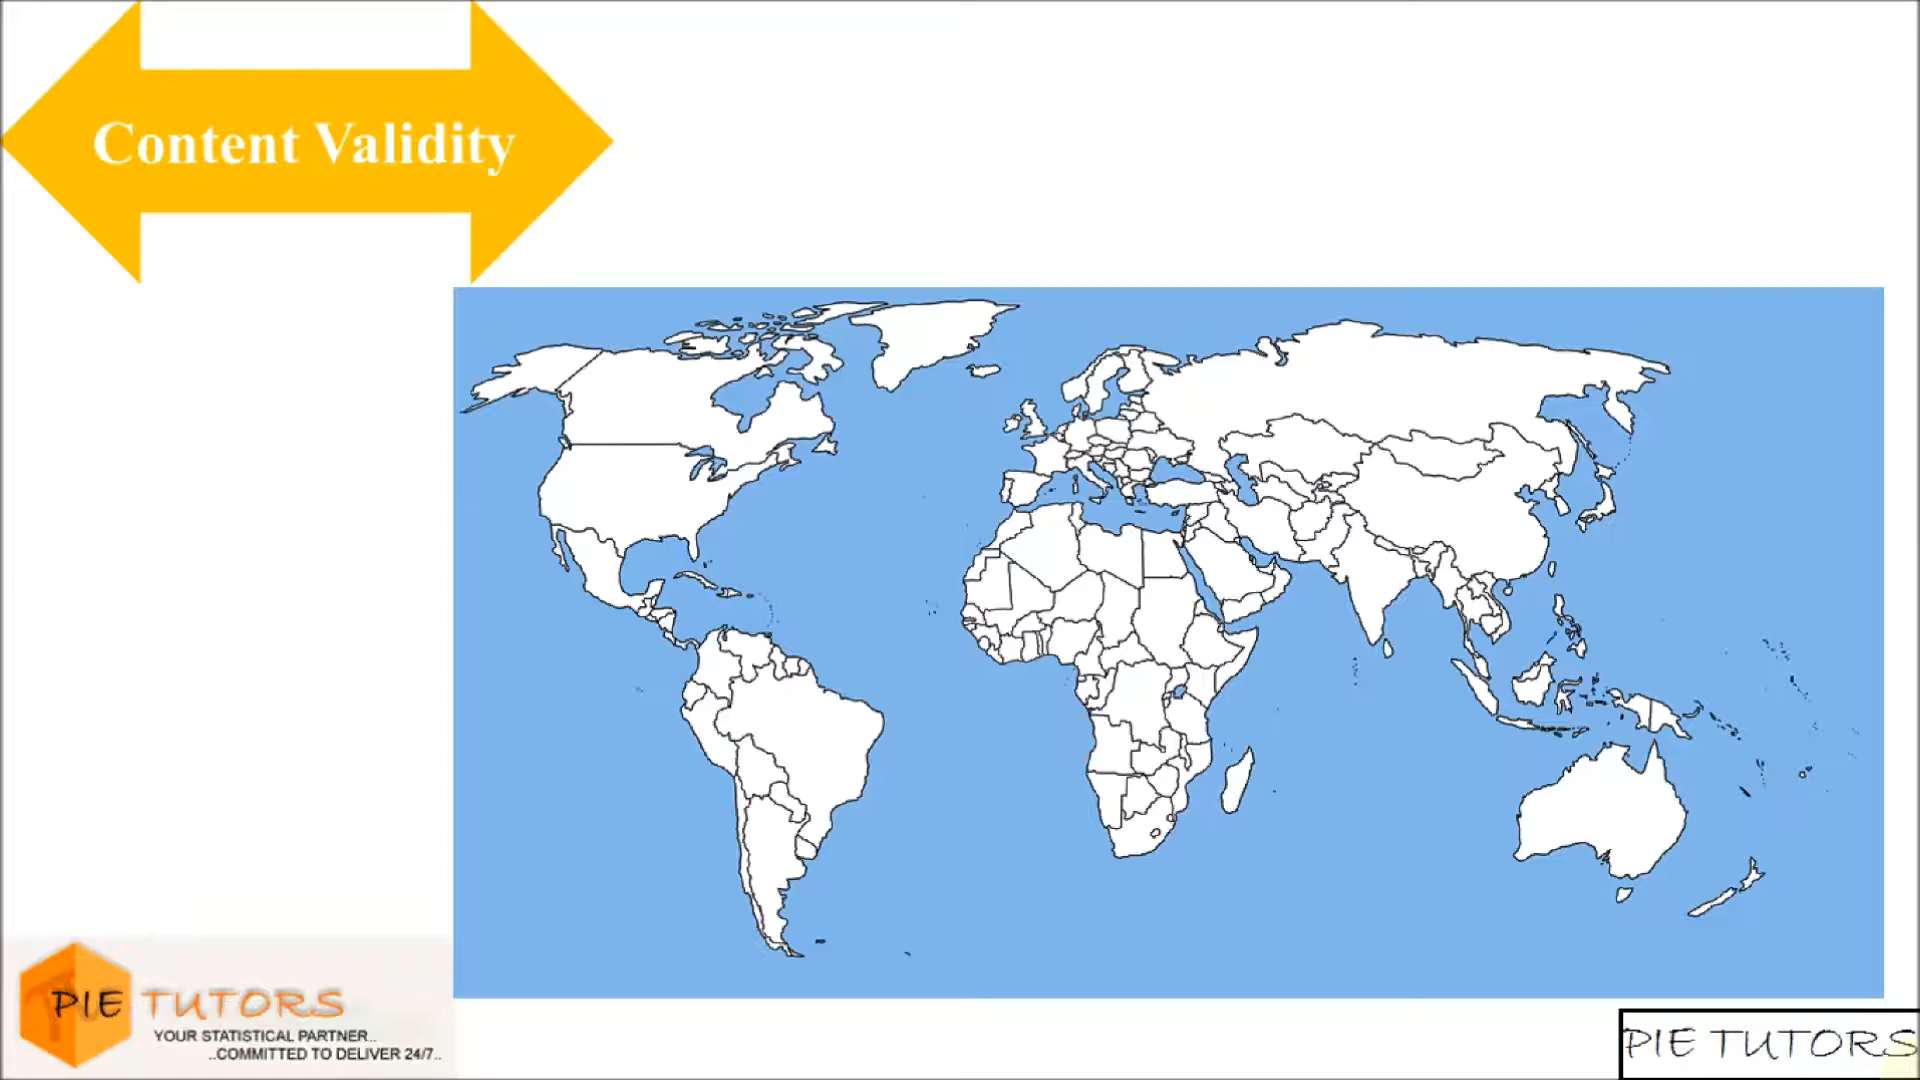 Content Validity
PIE TUTORS
YOUR STATISTICAL PARTNER..
..COMMITTED TO DELIVER 24/7..
PIE TUTORS